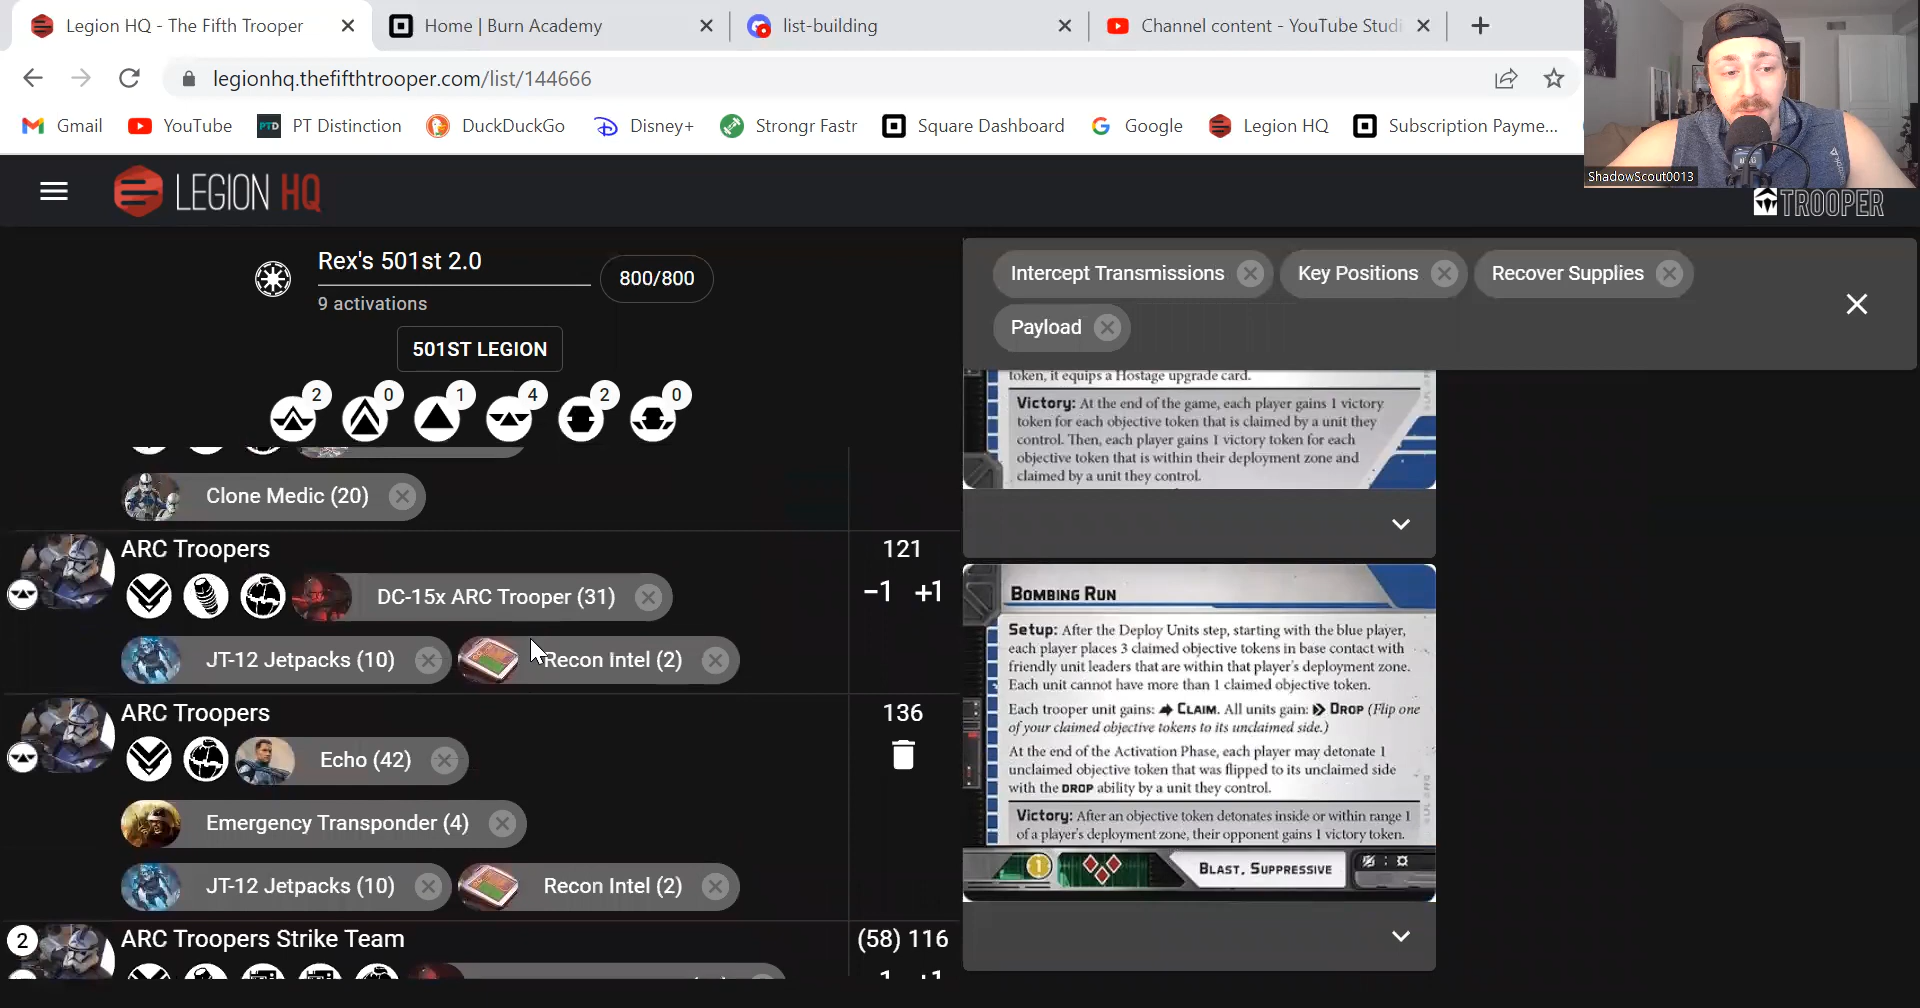 Legion HQ - The Fifth Trooper
Home | Burn Academy
list-building
Channel content - YouTube Studi
legionhq.thefifthtrooper.com/list/144666
Gmail
YouTube
PTD
PT Distinction
DuckDuckGo
Disney+
Strongr Fastr
Square Dashboard
Google
Legion HQ
Subscription Payme...
ShadowScout0013
LEGION HQ
TROOPER
Rex's 501st 2.0
800/800
9 activations
501ST LEGION
2
0
1
4
2
0
Clone Medic (20)
ARC Troopers
121
DC-15x ARC Trooper (31)
−1 +1
JT-12 Jetpacks (10)
Recon Intel (2)
ARC Troopers
136
Echo (42)
Emergency Transponder (4)
JT-12 Jetpacks (10)
Recon Intel (2)
2
ARC Troopers Strike Team
(58) 116
Intercept Transmissions
Key Positions
Recover Supplies
Payload
token, it equips a Hostage upgrade card.
Victory: At the end of the game, each player gains 1 victory
token for each objective token that is claimed by a unit they
control. Then, each player gains 1 victory token for each
objective token that is within their deployment zone and
claimed by a unit they control.
BOMBING RUN
Setup: After the Deploy Units step, starting with the blue player,
each player places 3 claimed objective tokens in base contact with
friendly unit leaders that are within that player's deployment zone.
Each unit cannot have more than 1 claimed objective token.
Each trooper unit gains: CLAIM. All units gain: DROP (Flip one
of your claimed objective tokens to its unclaimed side.)
At the end of the Activation Phase, each player may detonate 1
unclaimed objective token that was flipped to its unclaimed side
with the DROP ability by a unit they control.
Victory: After an objective token detonates inside or within range 1
of a player's deployment zone, their opponent gains 1 victory token.
1
BLAST, SUPPRESSIVE